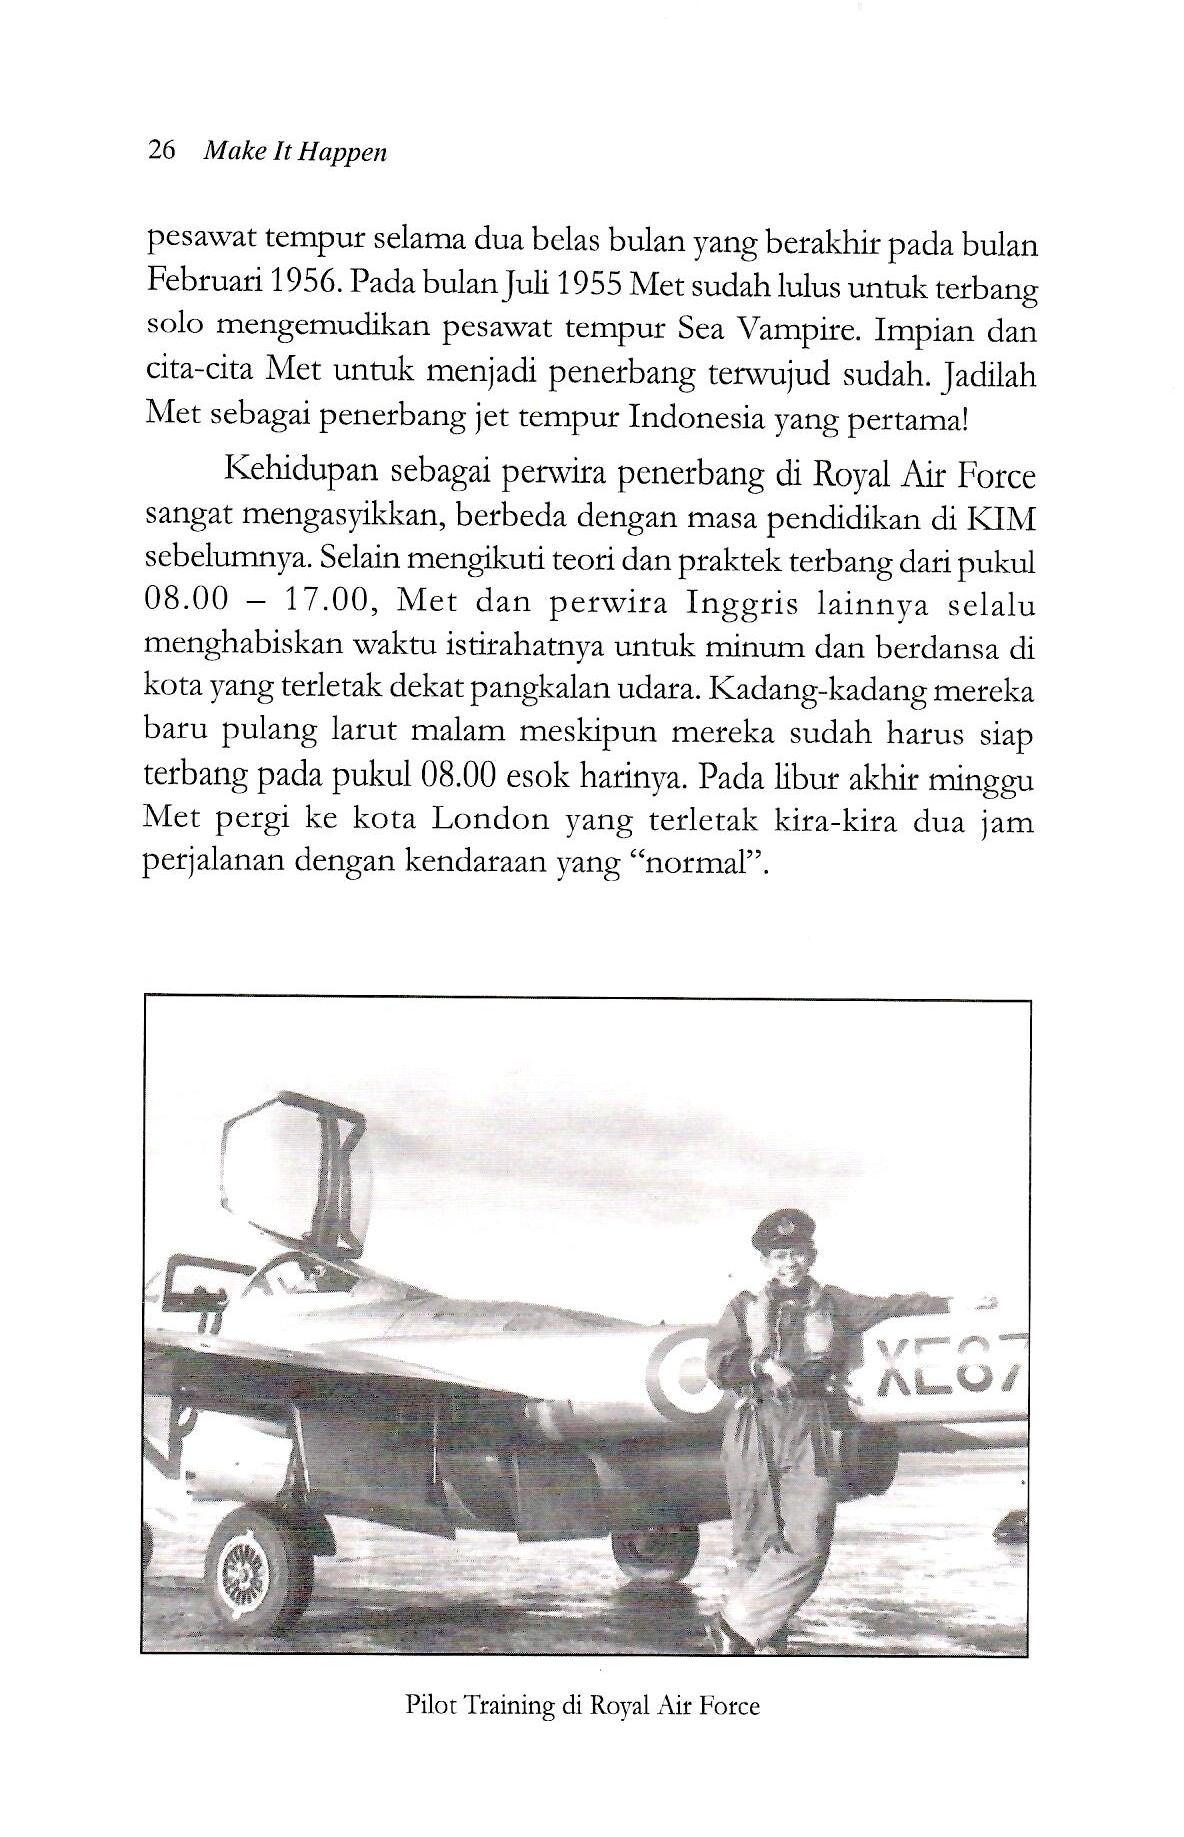 26 Make It Happen
pesawat tempur selama dua belas bulan yang berakhir pada bulan
Februari 1956. Pada bulan Juli 1955 Met sudah lulus untuk terbang
solo mengemudikan pesawat tempur Sea Vampire. Impian dan
cita-cita Met untuk menjadi penerbang terwujud sudah. Jadilah
Met sebagai penerbang jet tempur Indonesia yang pertama!
Kehidupan sebagai perwira penerbang di Royal Air Force
sangat mengasyikkan, berbeda dengan masa pendidikan di KIM
sebelumnya. Selain mengikuti teori dan praktek terbang dari pukul
08.00 – 17.00, Met dan perwira Inggris lainnya selalu
menghabiskan waktu istirahatnya untuk minum dan berdansa di
kota yang terletak dekat pangkalan udara. Kadang-kadang mereka
baru pulang larut malam meskipun mereka sudah harus siap
terbang pada pukul 08.00 esok harinya. Pada libur akhir minggu
Met pergi ke kota London yang terletak kira-kira dua jam
perjalanan dengan kendaraan yang “normal”.
XE87
Pilot Training di Royal Air Force